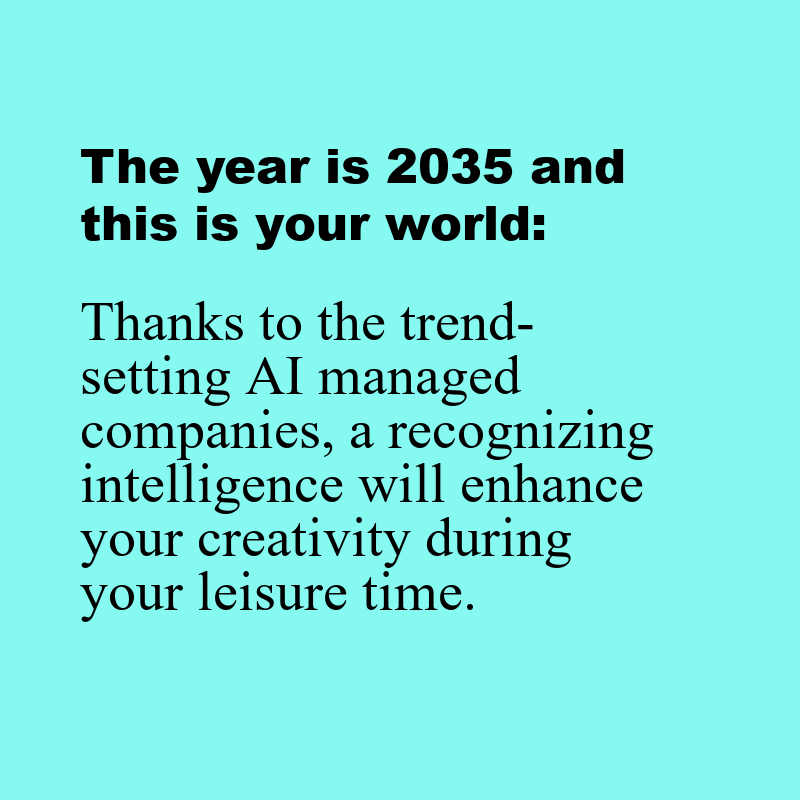 The year is 2035 and
this is your world:
Thanks to the trend-
setting AI managed
companies, a recognizing
intelligence will enhance
your creativity during
your leisure time.